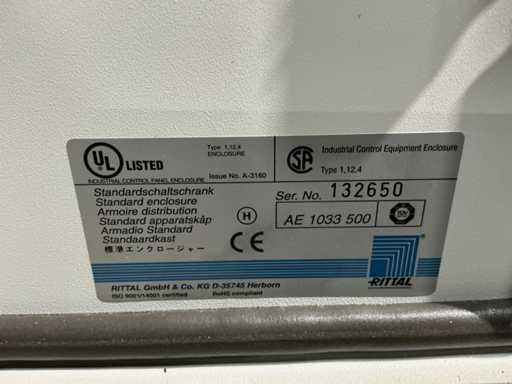 UL LISTED
Type 1,12,4
ENCLOSURE
INDUSTRIAL CONTROL PANEL ENCLOSURE
Issue No. A-3160
SA
Industrial Control Equipment Enclosure
Type 1,12,4
Standardschaltschrank
Standard enclosure
Armoire distribution
Standard apparatskåp
Armadio Standard
Standaardkast
標準エンクロージャー
H
CE
Ser. No. 132650
AE 1033 500
RITTAL
RITTAL GmbH & Co. KG D-35745 Herborn
ISO 9001/14001 certified RoHS compliant